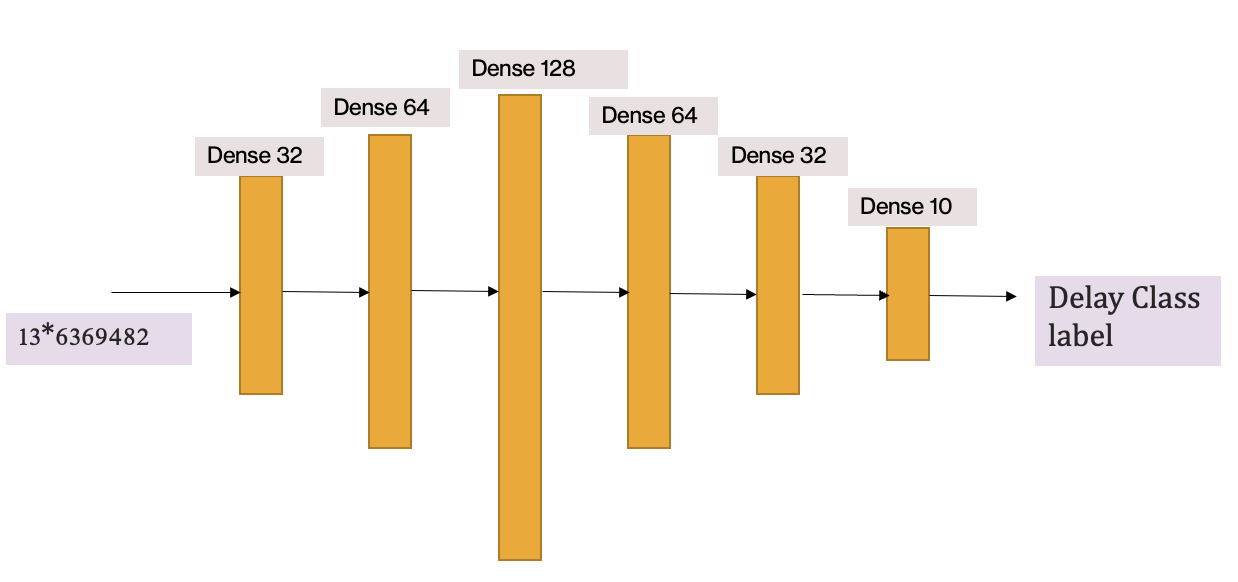 Dense 128
Dense 64
Dense 64
Dense 32
Dense 32
Dense 10
13*6369482
Delay Class
label